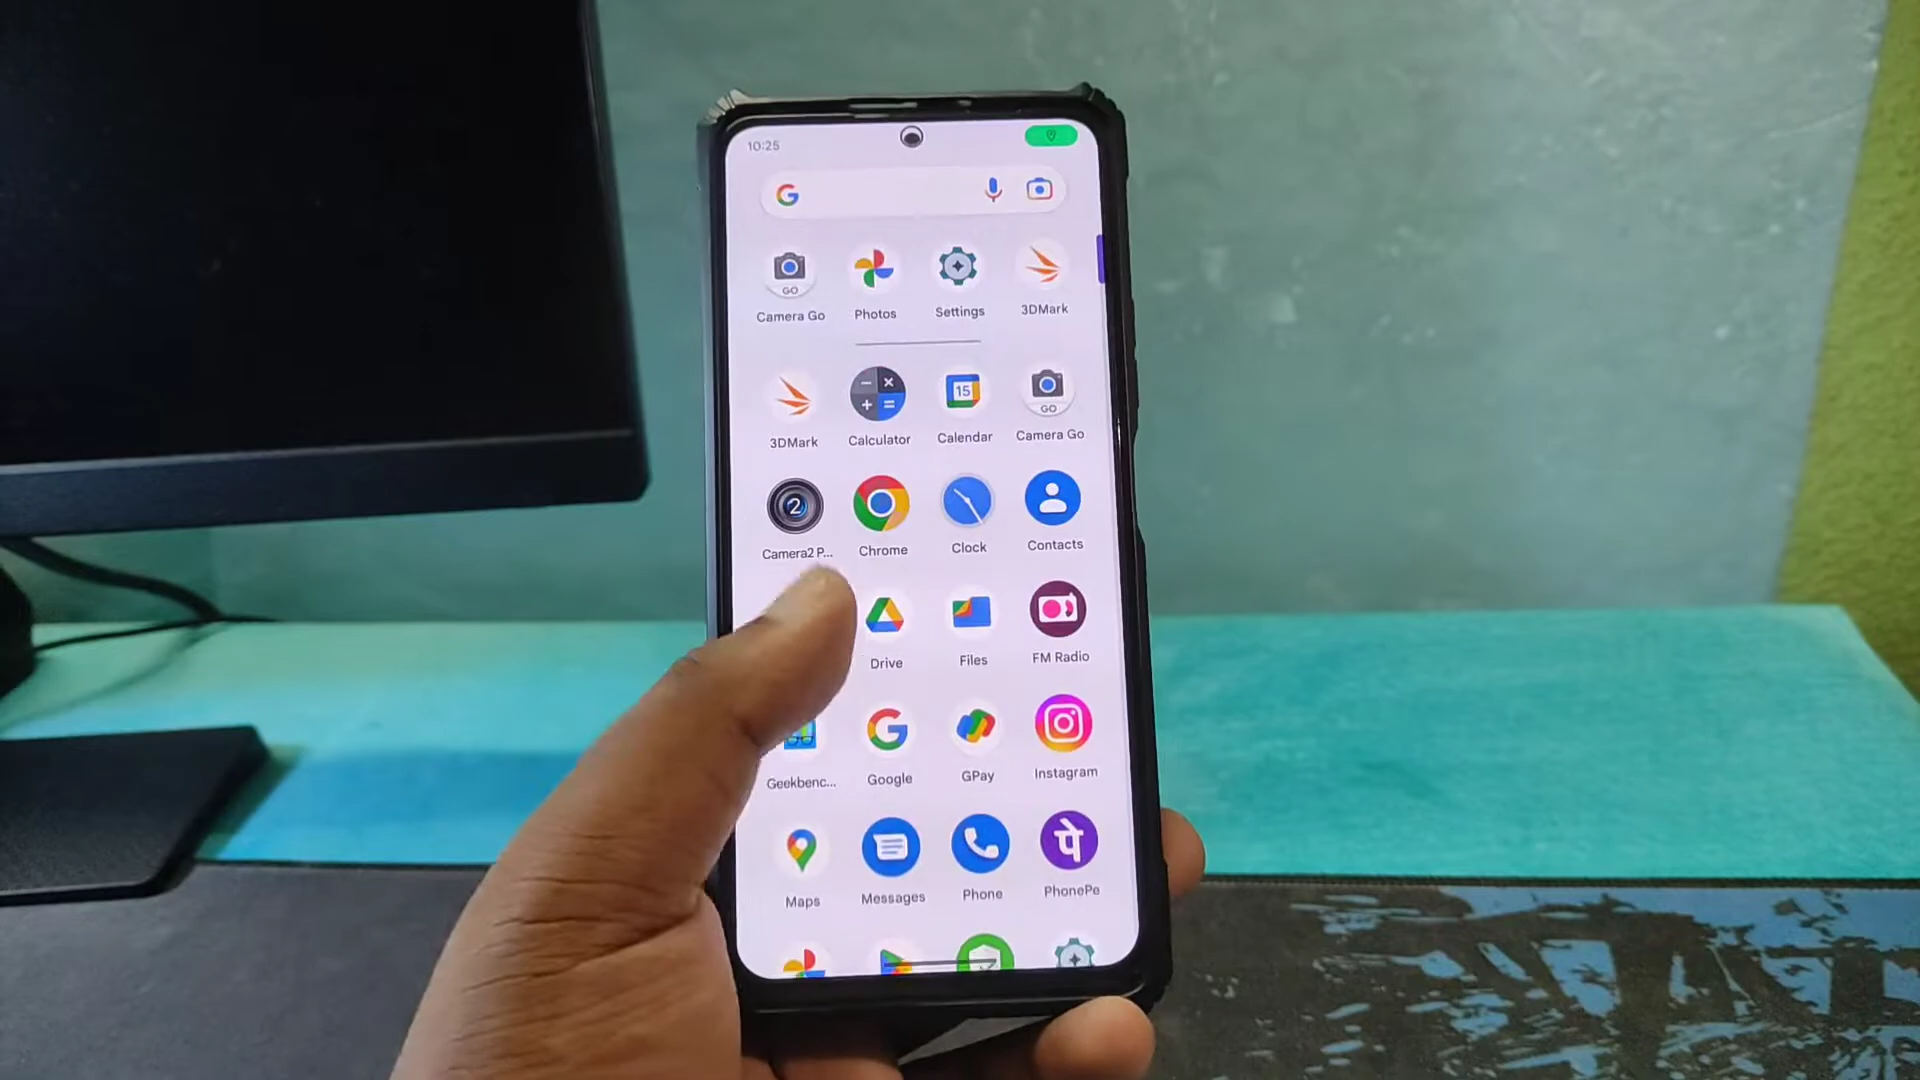 10:25
G
GO
Camera Go
Photos
Settings
3DMark
3DMark
Calculator
15
Calendar
GO
Camera Go
2
Camera2 P...
Chrome
Clock
Contacts
Drive
Files
FM Radio
Geekbenc...
G
Google
GPay
Instagram
Maps
Messages
Phone
पे
PhonePe